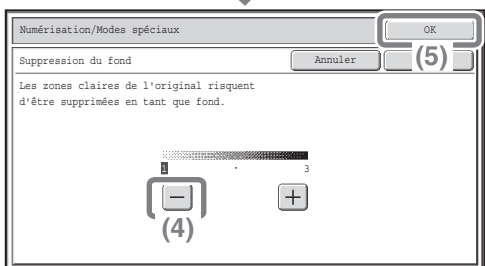 Numérisation/Modes spéciaux
OK
Suppression du fond
Annuler
(5)
Les zones claires de l'original risquent
d'être supprimées en tant que fond.
1 · 3
− +
(4)